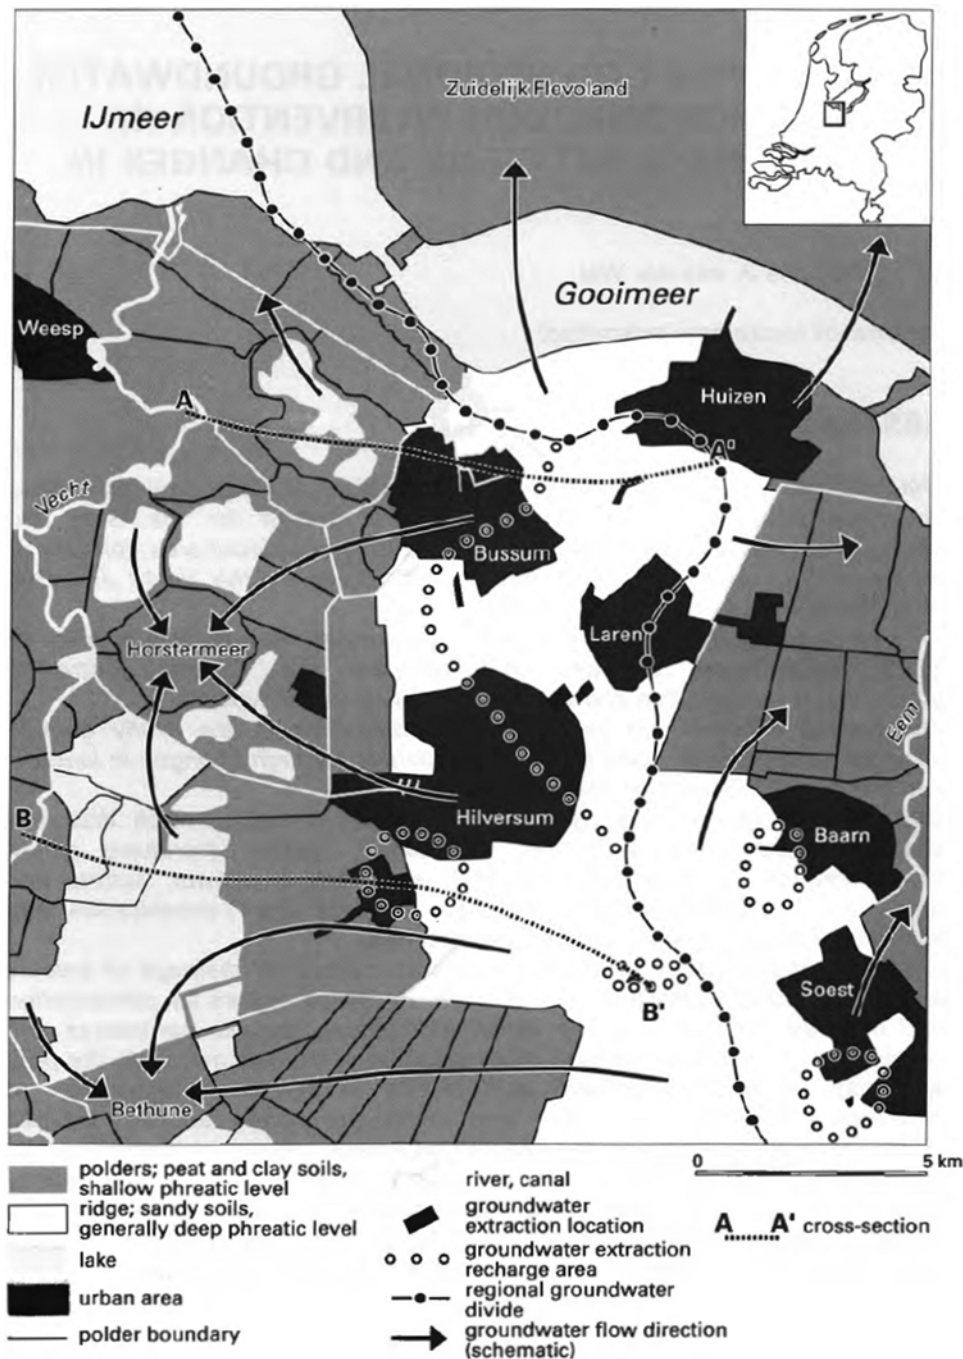 IJmeer
Zuidelijk Flevoland
Gooimeer
Weesp
A
Huizen
A'
Vecht
Bussum
Laren
Horstermeer
Eem
B
Hilversum
Baarn
Soest
B'
Bethune
0 5 km
polders; peat and clay soils,
shallow phreatic level
ridge; sandy soils,
generally deep phreatic level
lake
urban area
polder boundary
river, canal
groundwater
extraction location
groundwater extraction
recharge area
regional groundwater
divide
groundwater flow direction
(schematic)
A A' cross-section